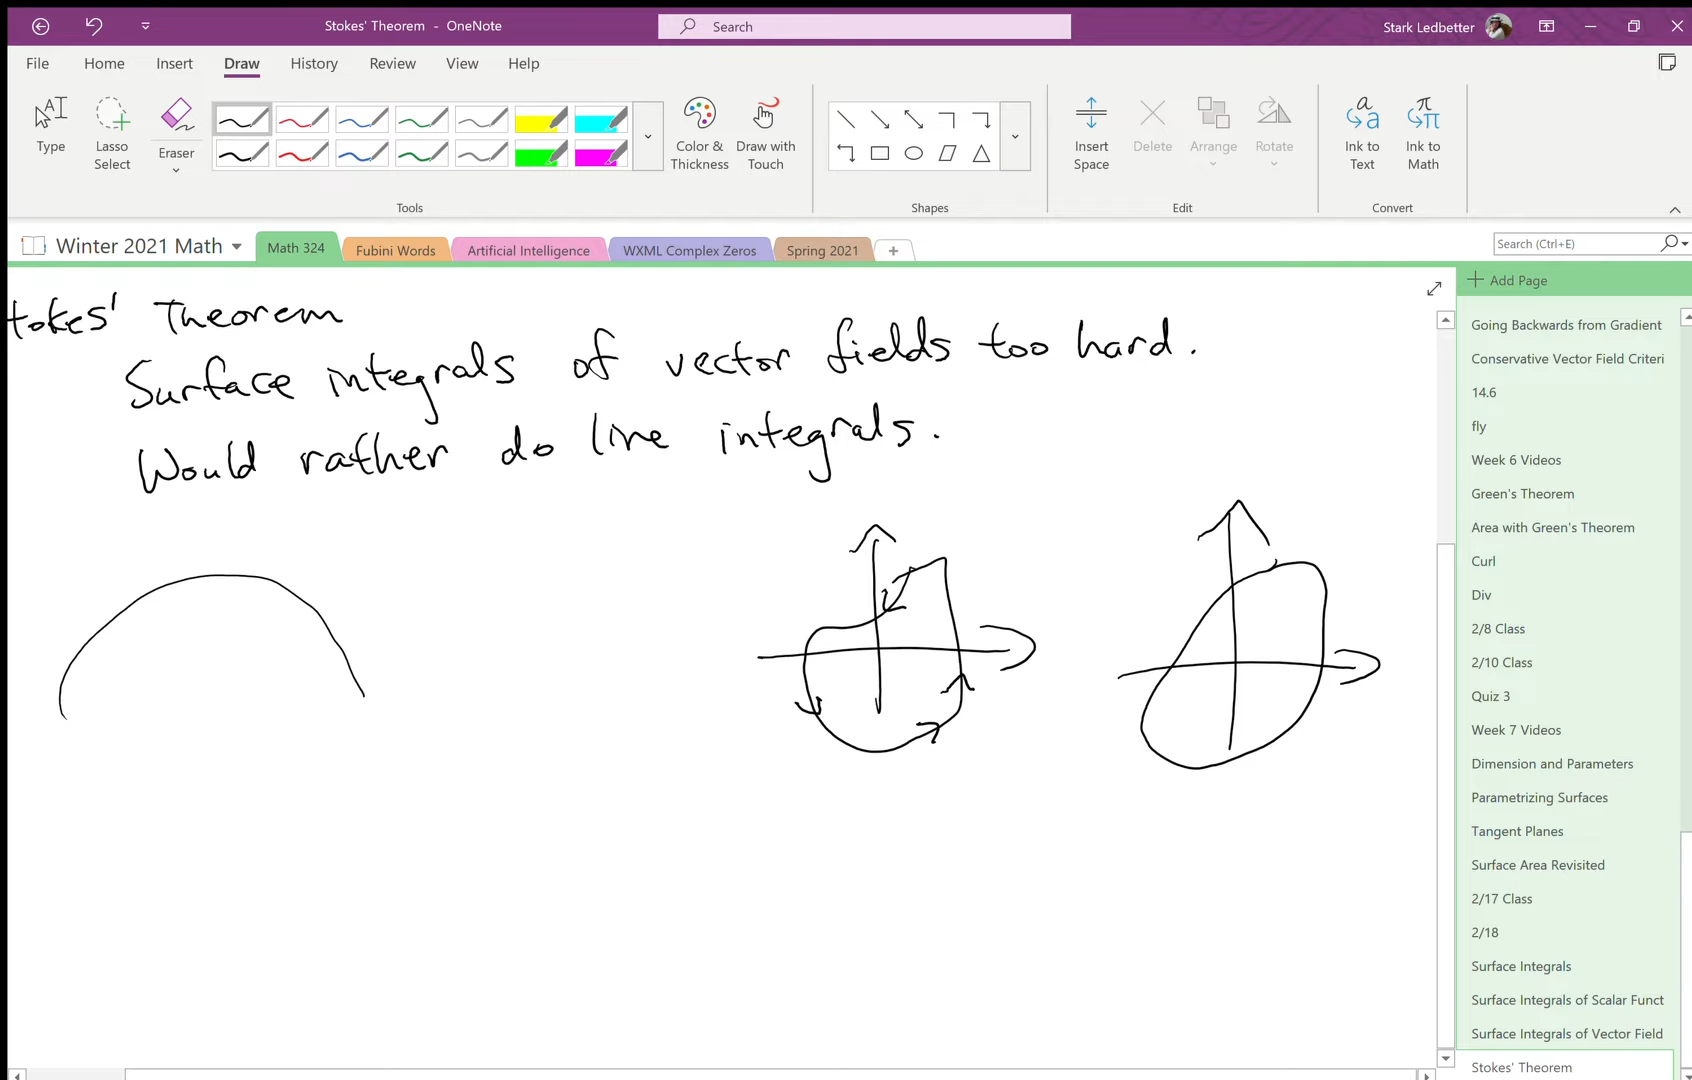 Stokes' Theorem - OneNote
Search
Stark Ledbetter
File Home Insert Draw History Review View Help
Type
Lasso Select
Eraser
Color & Thickness
Draw with Touch
Insert Space
Delete
Arrange
Rotate
Ink to Text
Ink to Math
Tools Shapes Edit Convert
Winter 2021 Math
Math 324 Fubini Words Artificial Intelligence WXML Complex Zeros Spring 2021 +
Search (Ctrl+E)
tokes' Theorem
Surface integrals of vector fields too hard.
Would rather do line integrals.
Add Page
Going Backwards from Gradient
Conservative Vector Field Criteri
14.6
fly
Week 6 Videos
Green's Theorem
Area with Green's Theorem
Curl
Div
2/8 Class
2/10 Class
Quiz 3
Week 7 Videos
Dimension and Parameters
Parametrizing Surfaces
Tangent Planes
Surface Area Revisited
2/17 Class
2/18
Surface Integrals
Surface Integrals of Scalar Funct
Surface Integrals of Vector Field
Stokes' Theorem